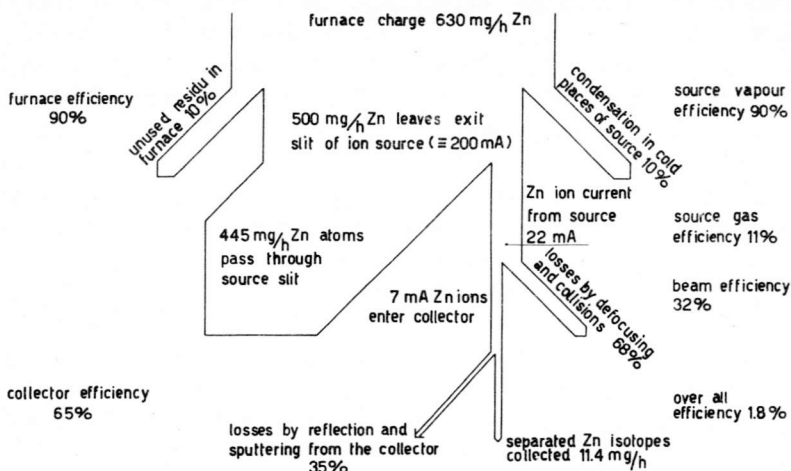 furnace charge 630 mg/h Zn
furnace efficiency
90%
unused residu in
furnace 10%
500 mg/h Zn leaves exit
slit of ion source (≡200mA)
condensation in cold
places of source 10%
source vapour
efficiency 90%
445 mg/h Zn atoms
pass through
source slit
Zn ion current
from source
22 mA
source gas
efficiency 11%
7 mA Zn ions
enter collector
losses by defocusing
and collisions
68%
beam efficiency
32%
collector efficiency
65%
losses by reflection and
sputtering from the collector
35%
separated Zn isotopes
collected 11.4 mg/h
over all
efficiency 1.8%